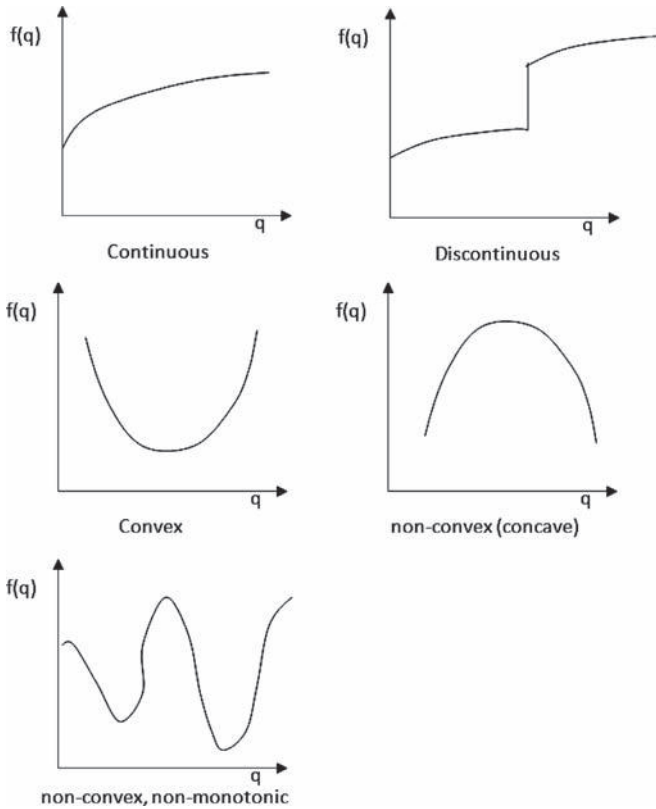 f(q)
q
Continuous
f(q)
q
Discontinuous
f(q)
q
Convex
f(q)
q
non-convex (concave)
f(q)
q
non-convex, non-monotonic